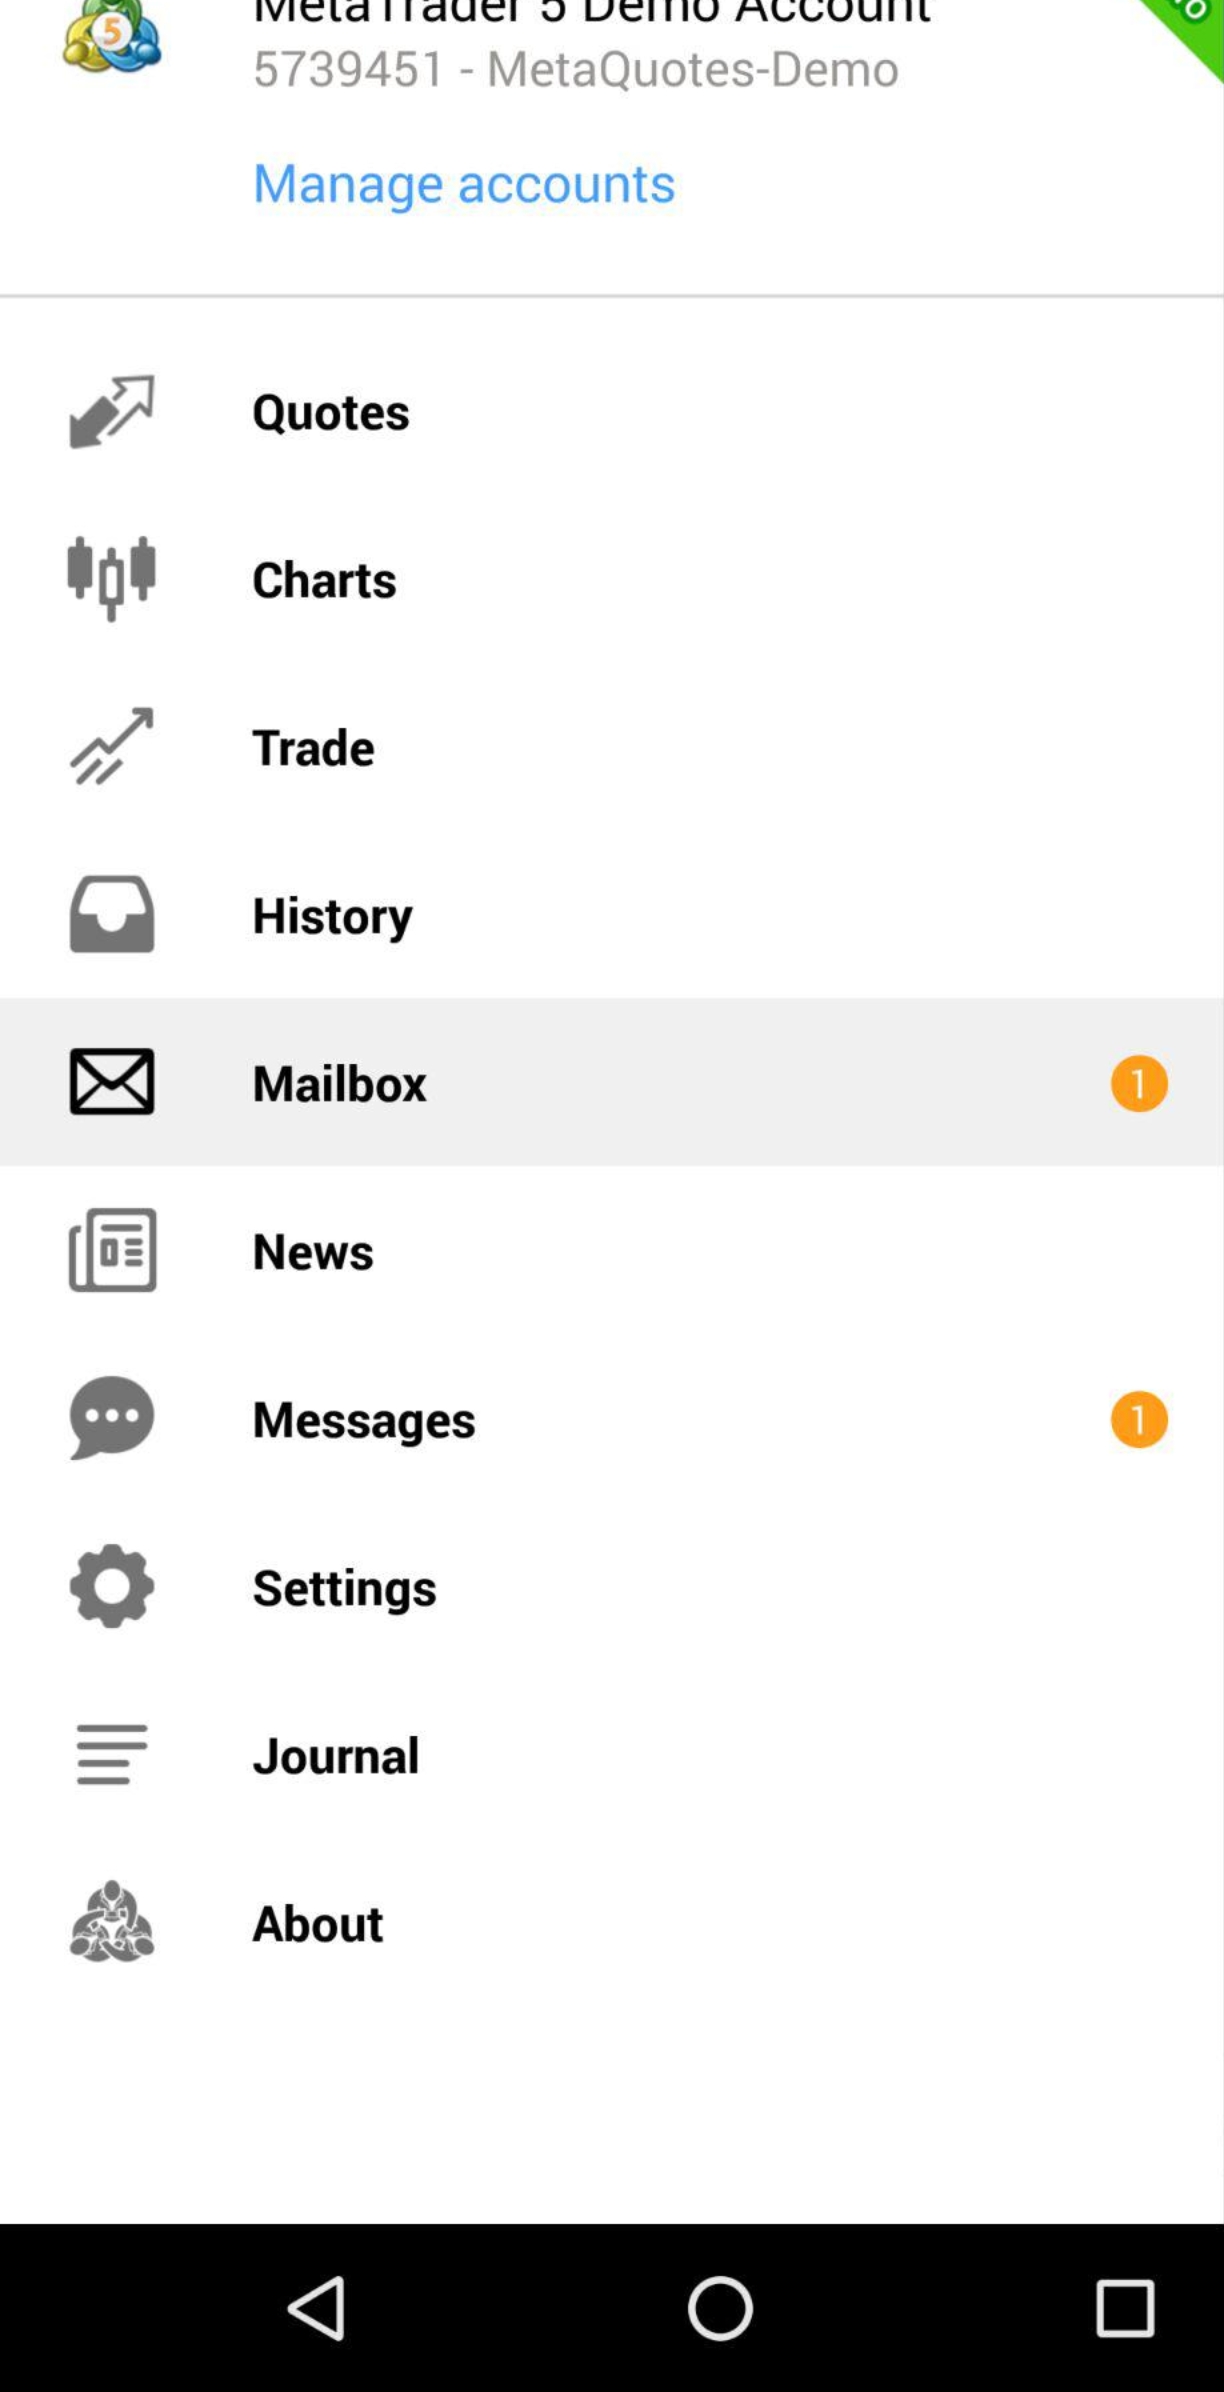 MetaTrader 5 Demo Account
5
5739451 - MetaQuotes-Demo
Manage accounts
Quotes
Charts
Trade
History
Mailbox 1
News
Messages 1
Settings
Journal
About